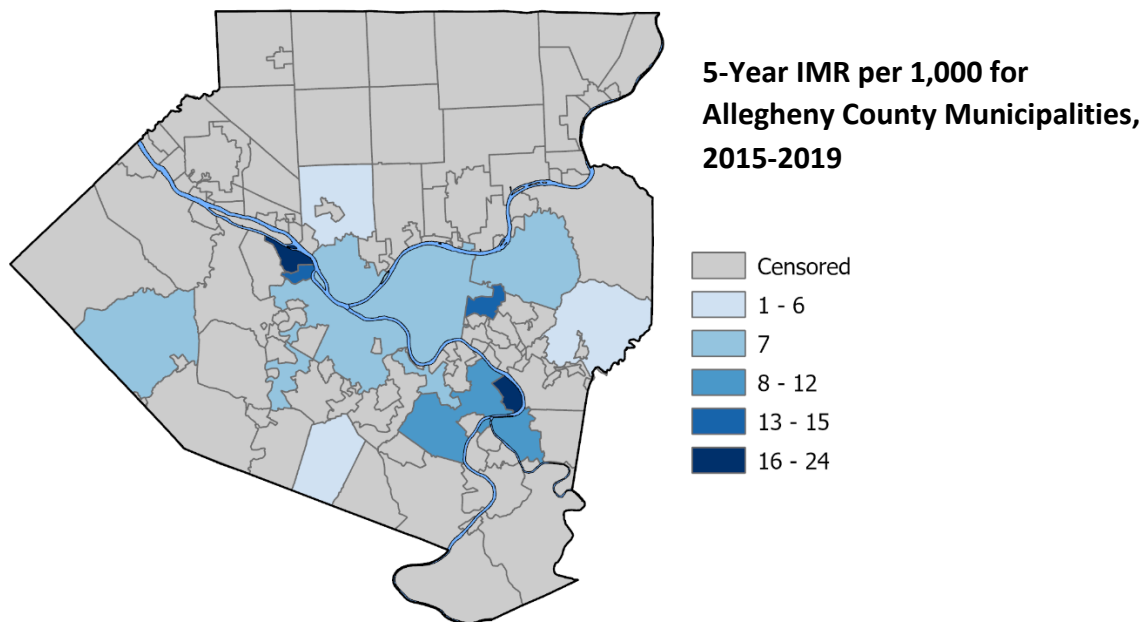 5-Year IMR per 1,000 for
Allegheny County Municipalities,
2015-2019
Censored
1 - 6
7
8 - 12
13 - 15
16 - 24